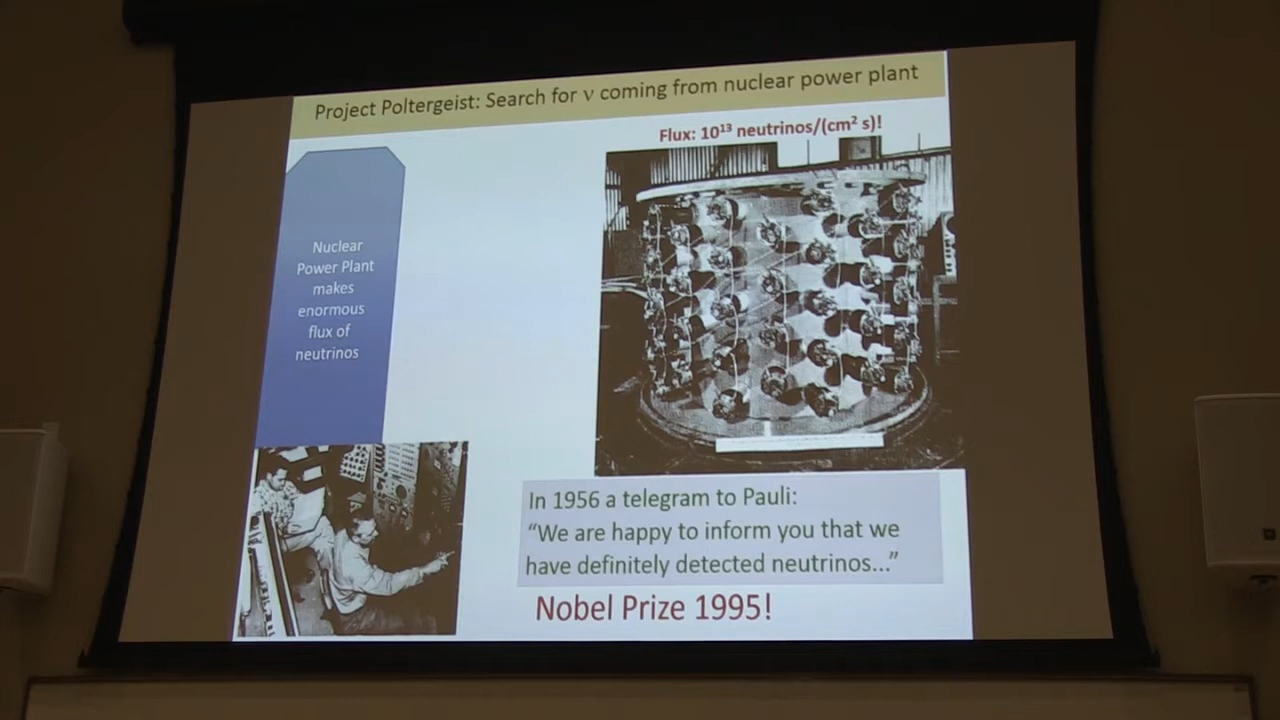 Project Poltergeist: Search for ν coming from nuclear power plant
Flux: 10¹³ neutrinos/(cm² s)!
Nuclear
Power Plant
makes
enormous
flux of
neutrinos
In 1956 a telegram to Pauli:
“We are happy to inform you that we
have definitely detected neutrinos...”
Nobel Prize 1995!